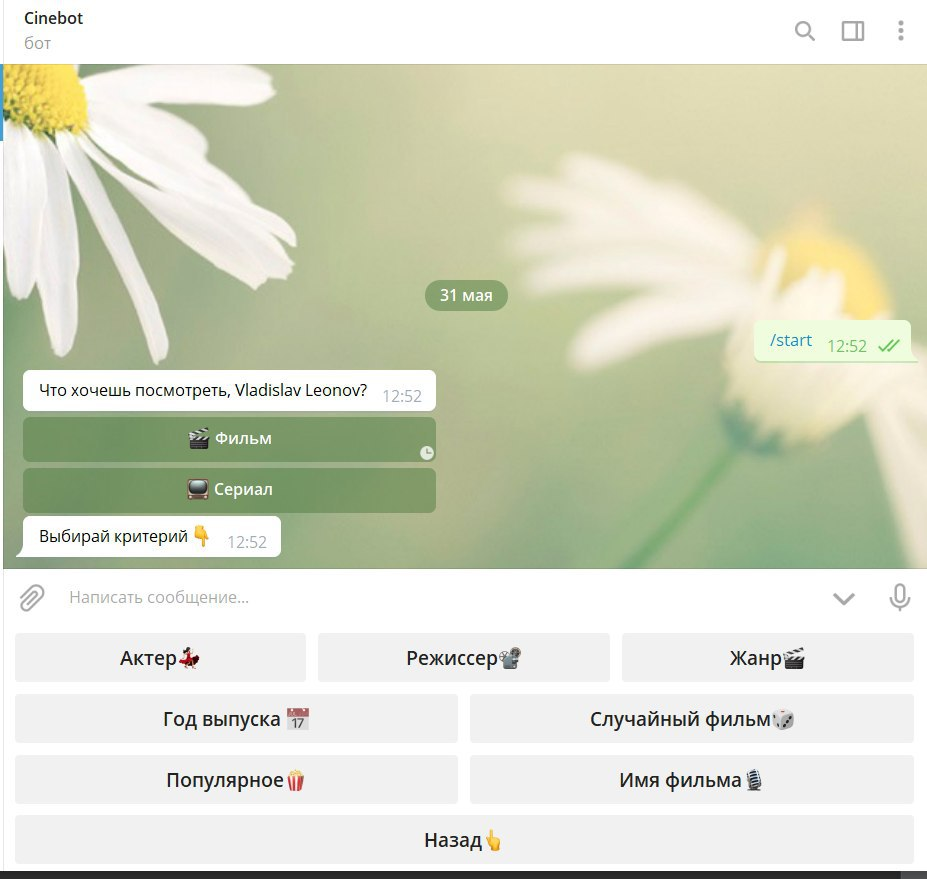 Cinebot
бот
31 мая
/start 12:52
Что хочешь посмотреть, Vladislav Leonov? 12:52
Фильм
Сериал
Выбирай критерий 12:52
Написать сообщение...
Актер Режиссер Жанр
Год выпуска Случайный фильм
Популярное Имя фильма
Назад